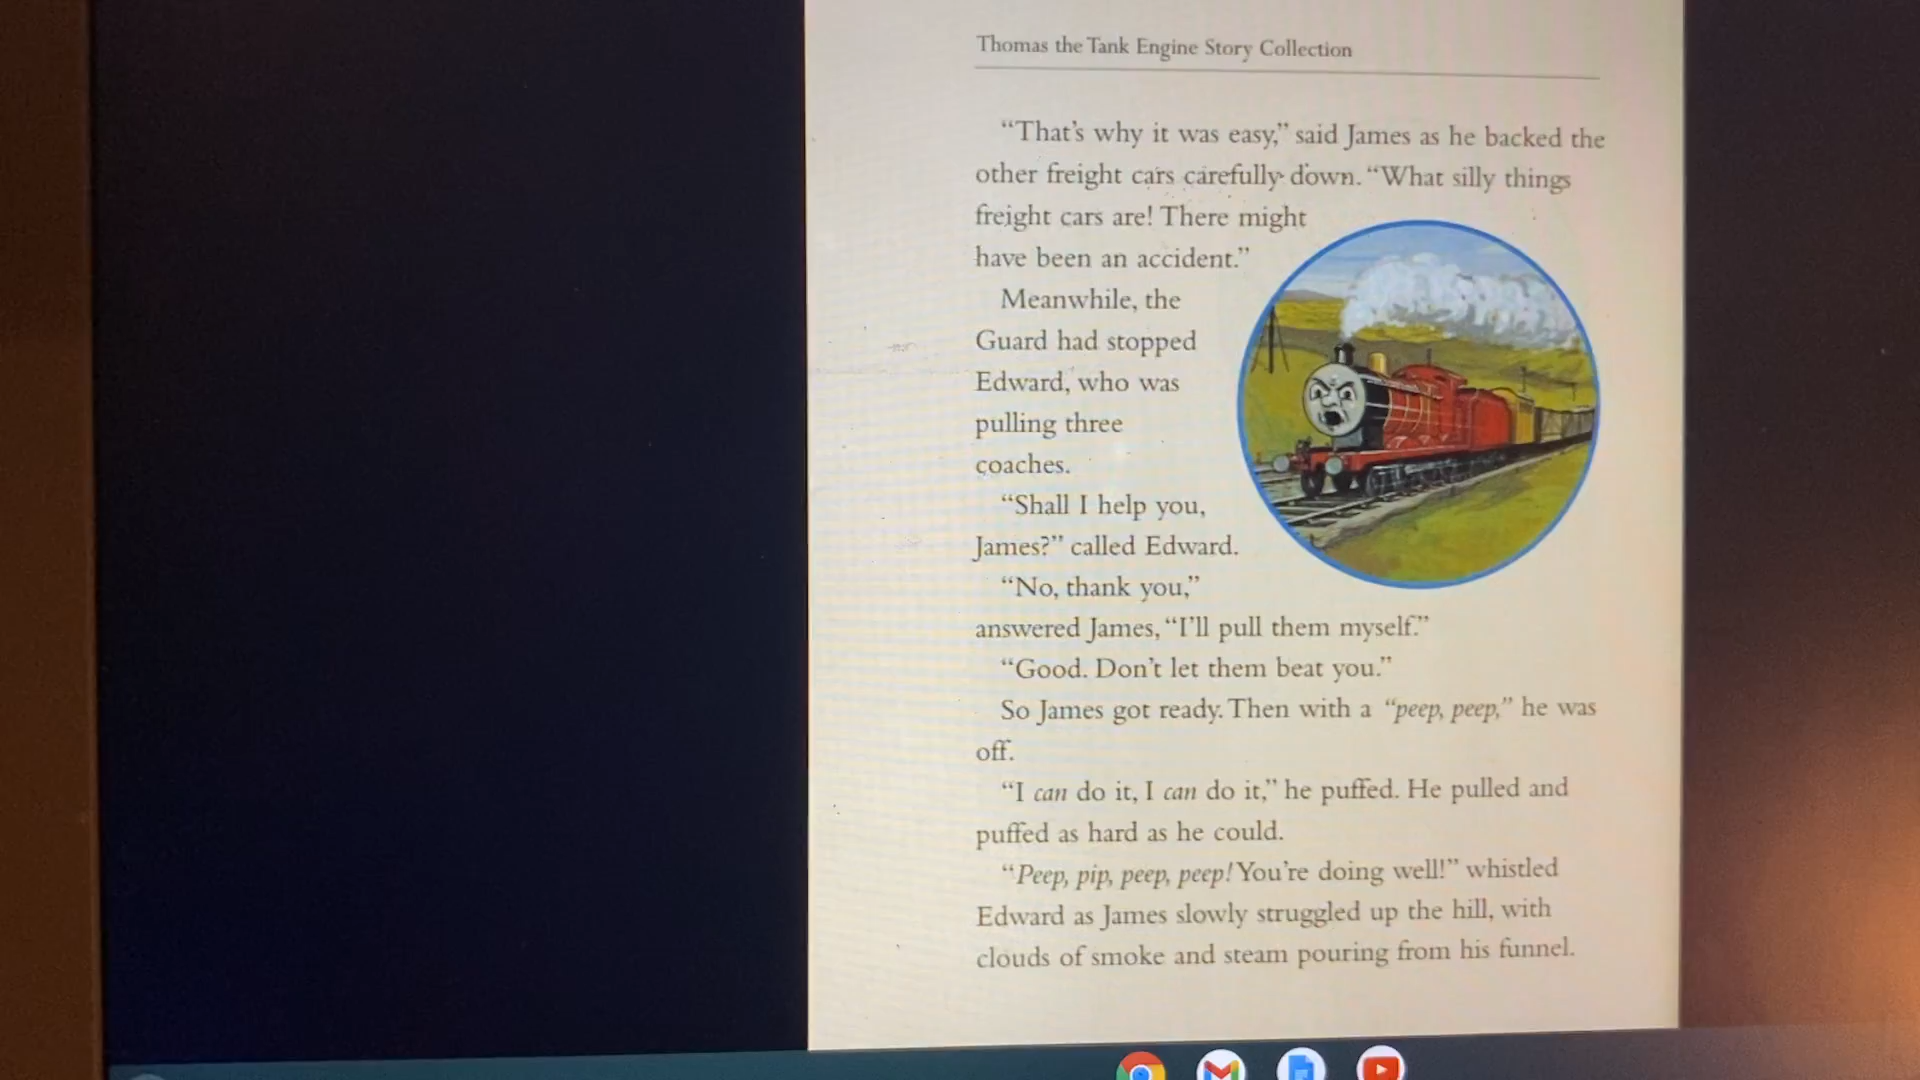 Thomas the Tank Engine Story Collection
“That’s why it was easy,” said James as he backed the
other freight cars carefully down. “What silly things
freight cars are! There might
have been an accident.”
Meanwhile, the
Guard had stopped
Edward, who was
pulling three
coaches.
“Shall I help you,
James?” called Edward.
“No, thank you,”
answered James, “I’ll pull them myself.”
“Good. Don’t let them beat you.”
So James got ready. Then with a “peep, peep,” he was
off.
“I can do it, I can do it,” he puffed. He pulled and
puffed as hard as he could.
“Peep, pip, peep, peep! You’re doing well!” whistled
Edward as James slowly struggled up the hill, with
clouds of smoke and steam pouring from his funnel.